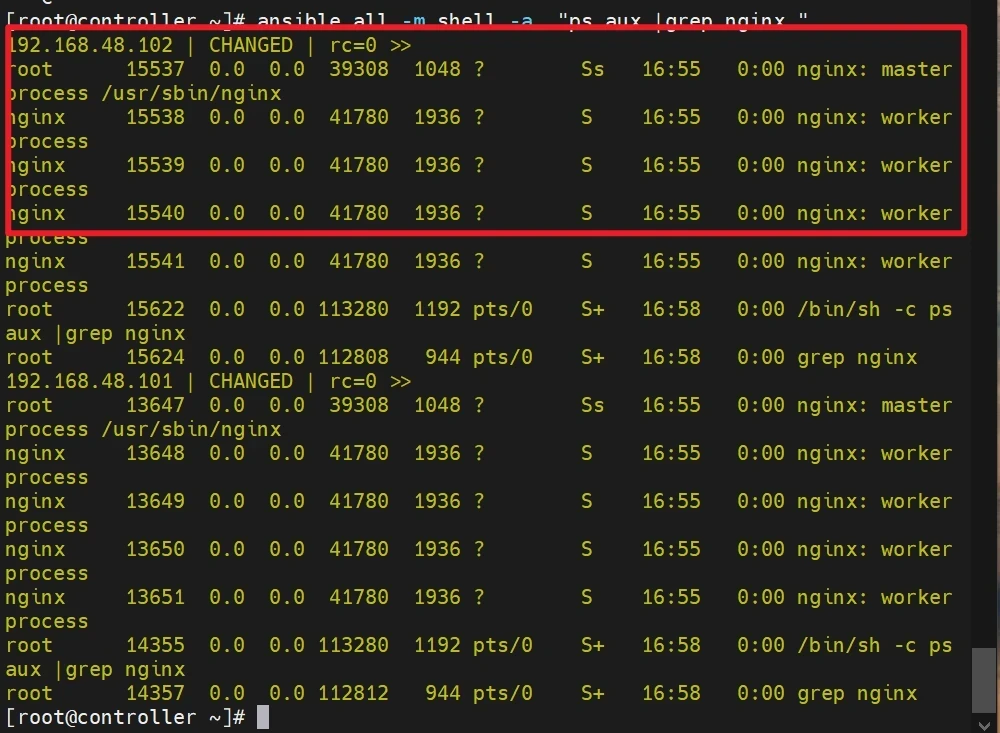 [root@controller ~]# ansible all -m shell -a "ps aux |grep nginx "
192.168.48.102 | CHANGED | rc=0 >>
root 15537 0.0 0.0 39308 1048 ? Ss 16:55 0:00 nginx: master
process /usr/sbin/nginx
nginx 15538 0.0 0.0 41780 1936 ? S 16:55 0:00 nginx: worker
process
nginx 15539 0.0 0.0 41780 1936 ? S 16:55 0:00 nginx: worker
process
nginx 15540 0.0 0.0 41780 1936 ? S 16:55 0:00 nginx: worker
process
nginx 15541 0.0 0.0 41780 1936 ? S 16:55 0:00 nginx: worker
process
root 15622 0.0 0.0 113280 1192 pts/0 S+ 16:58 0:00 /bin/sh -c ps
aux |grep nginx
root 15624 0.0 0.0 112808 944 pts/0 S+ 16:58 0:00 grep nginx
192.168.48.101 | CHANGED | rc=0 >>
root 13647 0.0 0.0 39308 1048 ? Ss 16:55 0:00 nginx: master
process /usr/sbin/nginx
nginx 13648 0.0 0.0 41780 1936 ? S 16:55 0:00 nginx: worker
process
nginx 13649 0.0 0.0 41780 1936 ? S 16:55 0:00 nginx: worker
process
nginx 13650 0.0 0.0 41780 1936 ? S 16:55 0:00 nginx: worker
process
nginx 13651 0.0 0.0 41780 1936 ? S 16:55 0:00 nginx: worker
process
root 14355 0.0 0.0 113280 1192 pts/0 S+ 16:58 0:00 /bin/sh -c ps
aux |grep nginx
root 14357 0.0 0.0 112812 944 pts/0 S+ 16:58 0:00 grep nginx
[root@controller ~]#